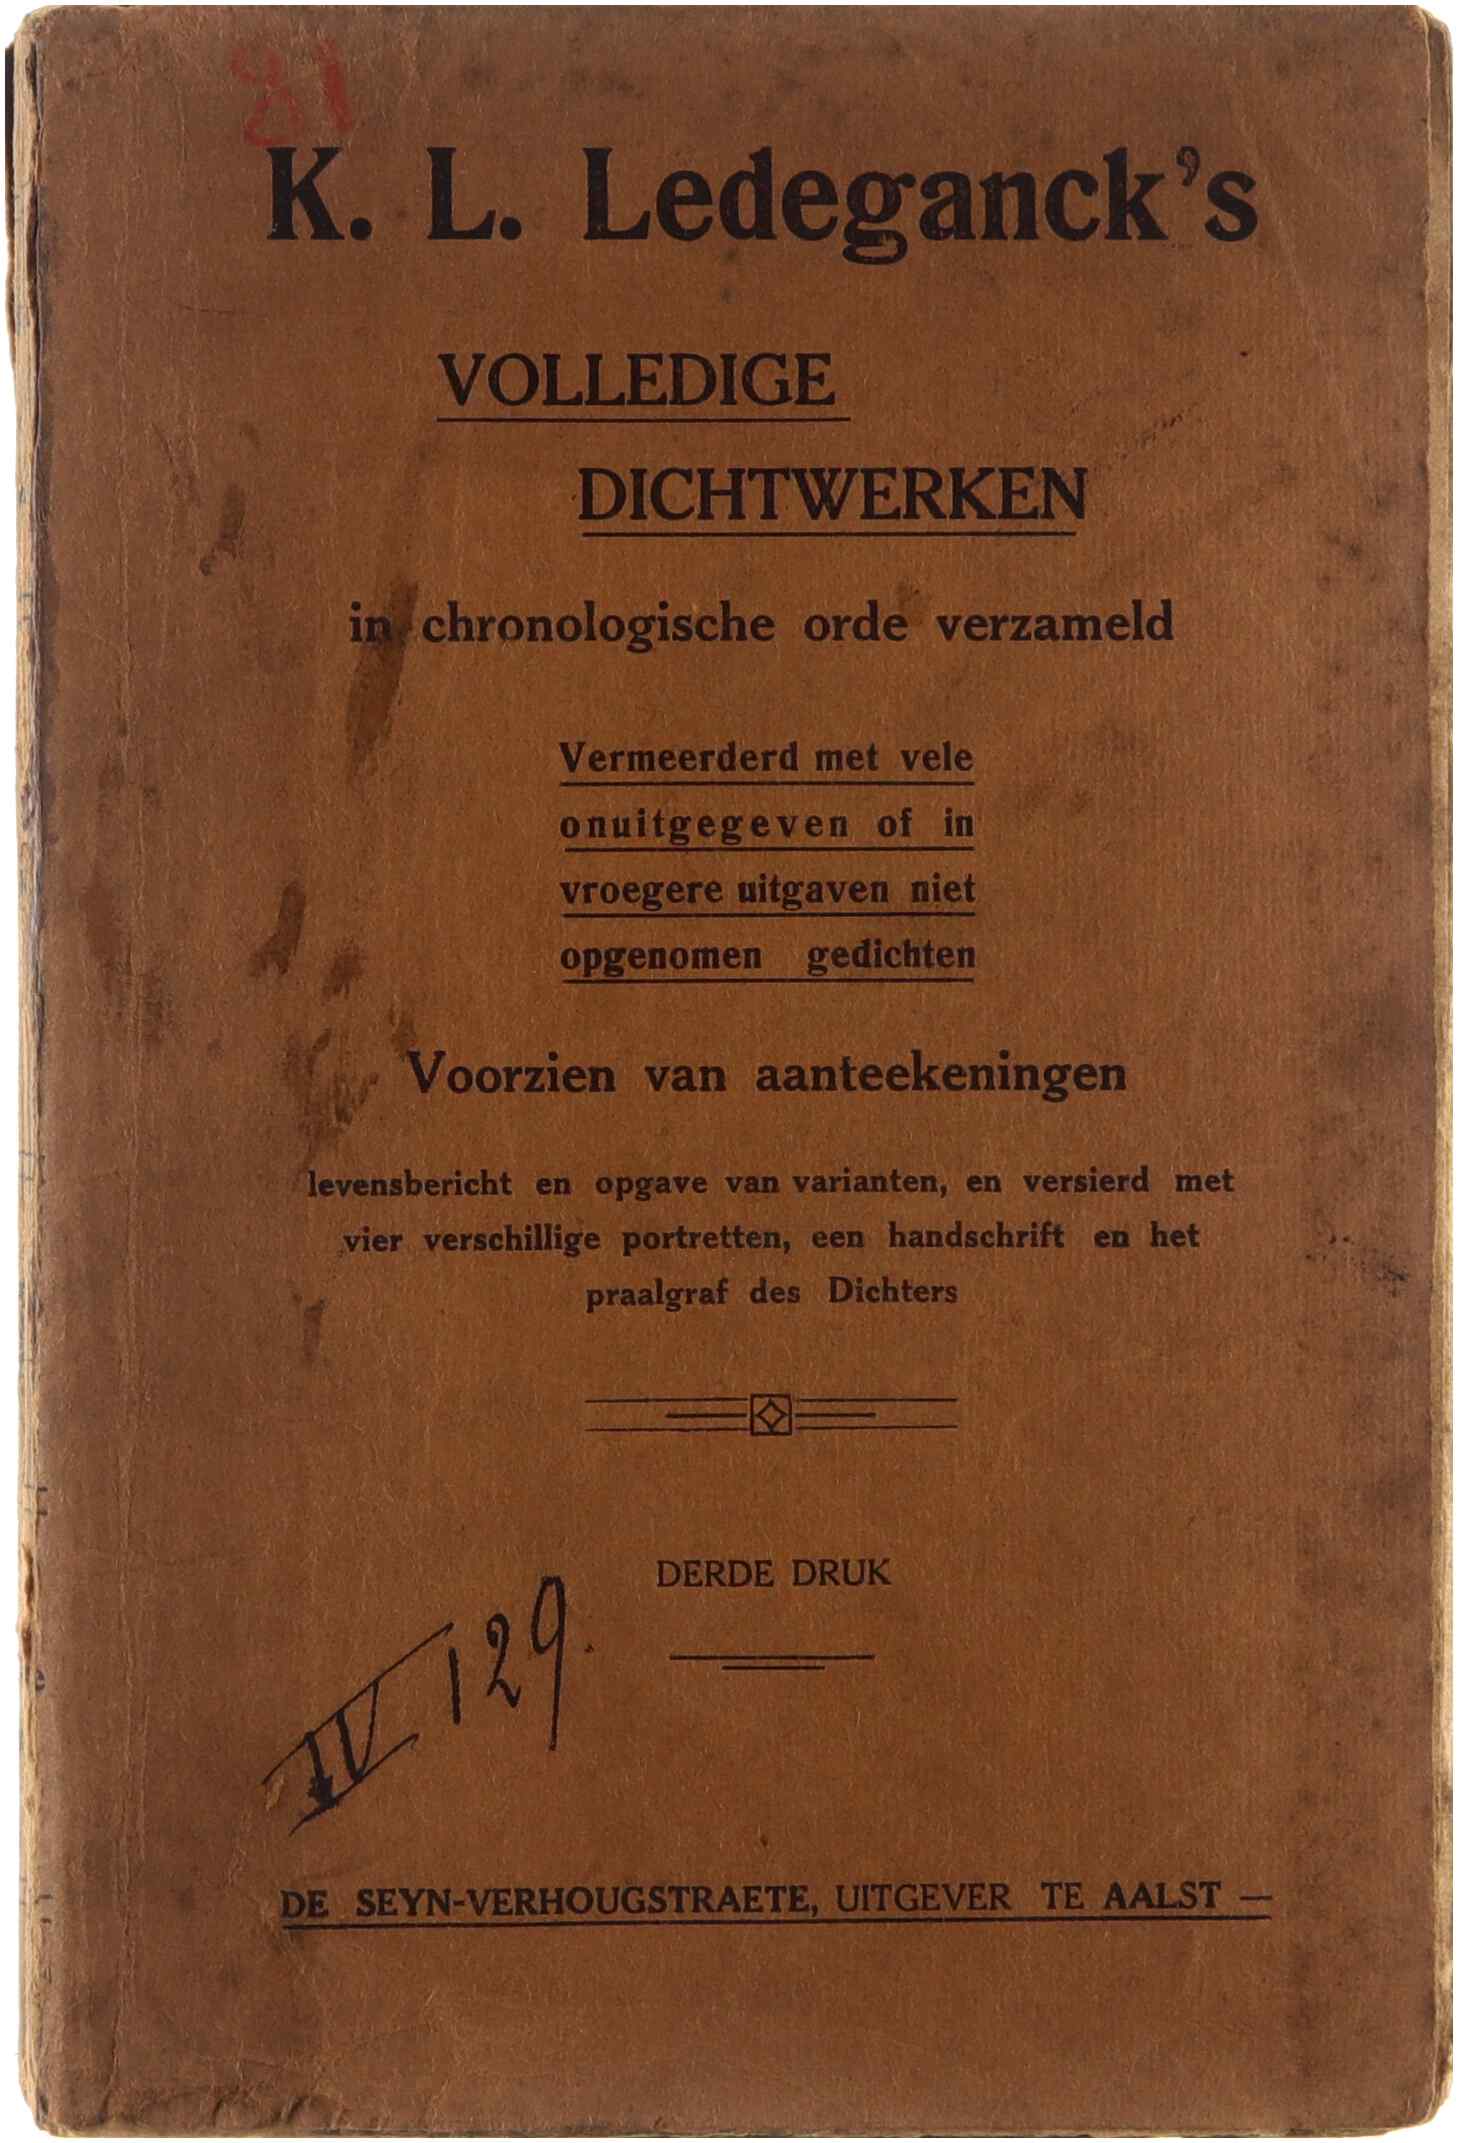 81
K. L. Ledeganck's
VOLLEDIGE
DICHTWERKEN
in chronologische orde verzameld
Vermeerderd met vele
onuitgegeven of in
vroegere uitgaven niet
opgenomen gedichten
Voorzien van aanteekeningen
levensbericht en opgave van varianten, en versierd met
vier verschillige portretten, een handschrift en het
praalgraf des Dichters
DERDE DRUK
IV 129.
DE SEYN-VERHOUGSTRAETE, UITGEVER TE AALST —